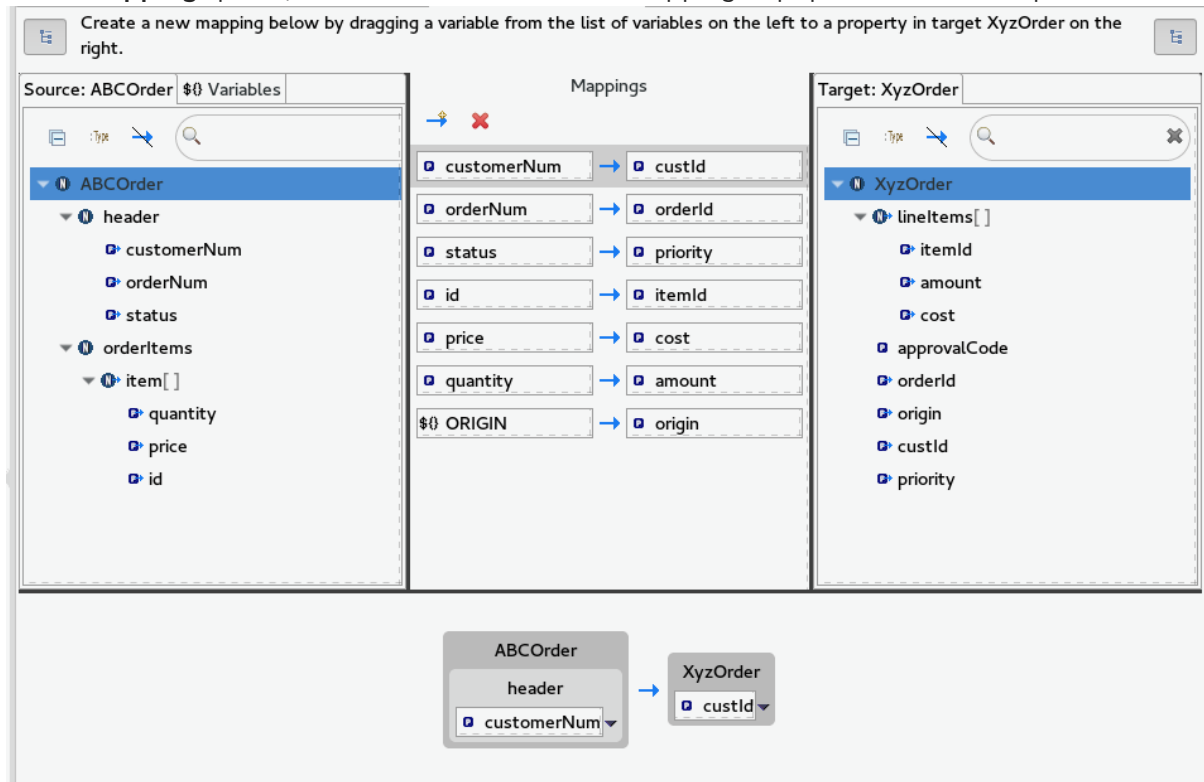 Create a new mapping below by dragging a variable from the list of variables on the left to a property in target XyzOrder on the
right.
Source: ABCOrder ${} Variables
Mappings
Target: XyzOrder
:Type
:Type
ABCOrder
header
customerNum
orderNum
status
orderItems
item[ ]
quantity
price
id
customerNum custId
orderNum orderId
status priority
id itemId
price cost
quantity amount
${} ORIGIN origin
XyzOrder
lineItems[ ]
itemId
amount
cost
approvalCode
orderId
origin
custId
priority
ABCOrder
header
customerNum
XyzOrder
custId